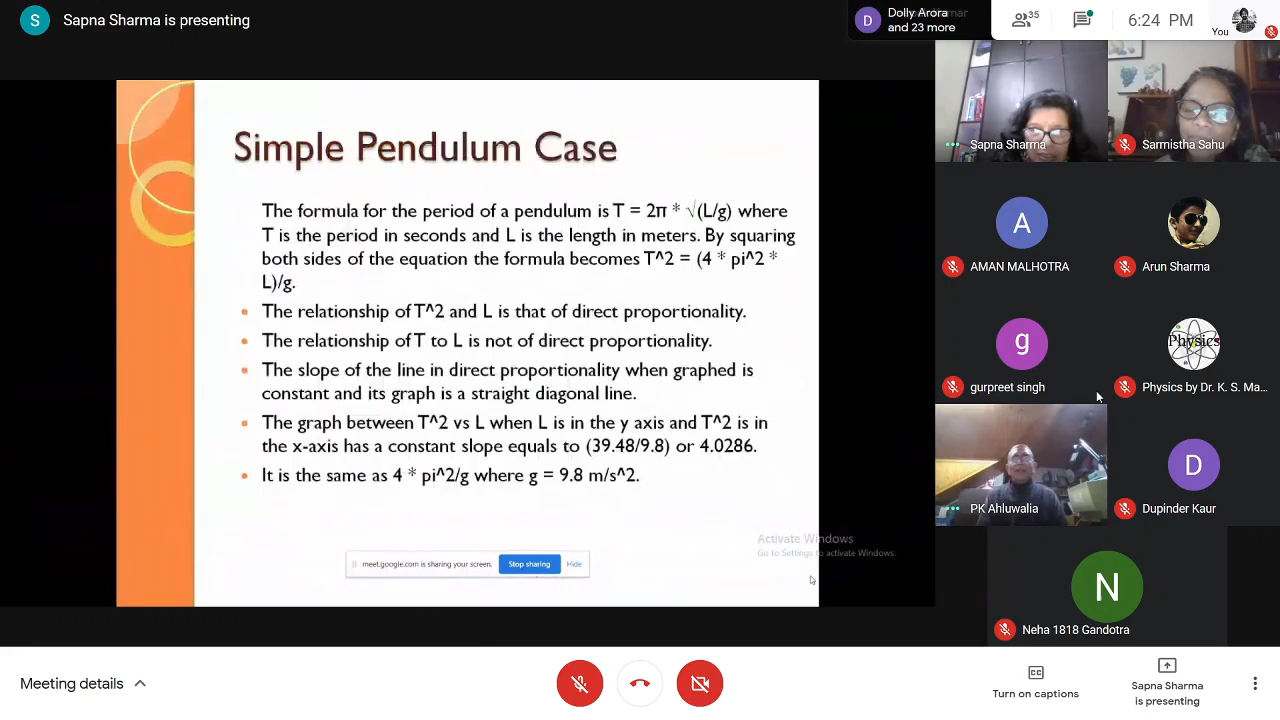 S
Sapna Sharma is presenting
D
Dolly Arora
and 23 more
35
6:24 PM
You
Simple Pendulum Case
The formula for the period of a pendulum is T = 2π * √(L/g) where
T is the period in seconds and L is the length in meters. By squaring
both sides of the equation the formula becomes T^2 = (4 * pi^2 *
L)/g.
The relationship of T^2 and L is that of direct proportionality.
The relationship of T to L is not of direct proportionality.
The slope of the line in direct proportionality when graphed is
constant and its graph is a straight diagonal line.
The graph between T^2 vs L when L is in the y axis and T^2 is in
the x-axis has a constant slope equals to (39.48/9.8) or 4.0286.
It is the same as 4 * pi^2/g where g = 9.8 m/s^2.
Activate Windows
Go to Settings to activate Windows.
meet.google.com is sharing your screen.
Stop sharing
Hide
Sapna Sharma
Sarmistha Sahu
A
AMAN MALHOTRA
Arun Sharma
g
gurpreet singh
Physics
Physics by Dr. K. S. Ma...
PK Ahluwalia
D
Dupinder Kaur
N
Neha 1818 Gandotra
Meeting details
CC
Turn on captions
Sapna Sharma
is presenting